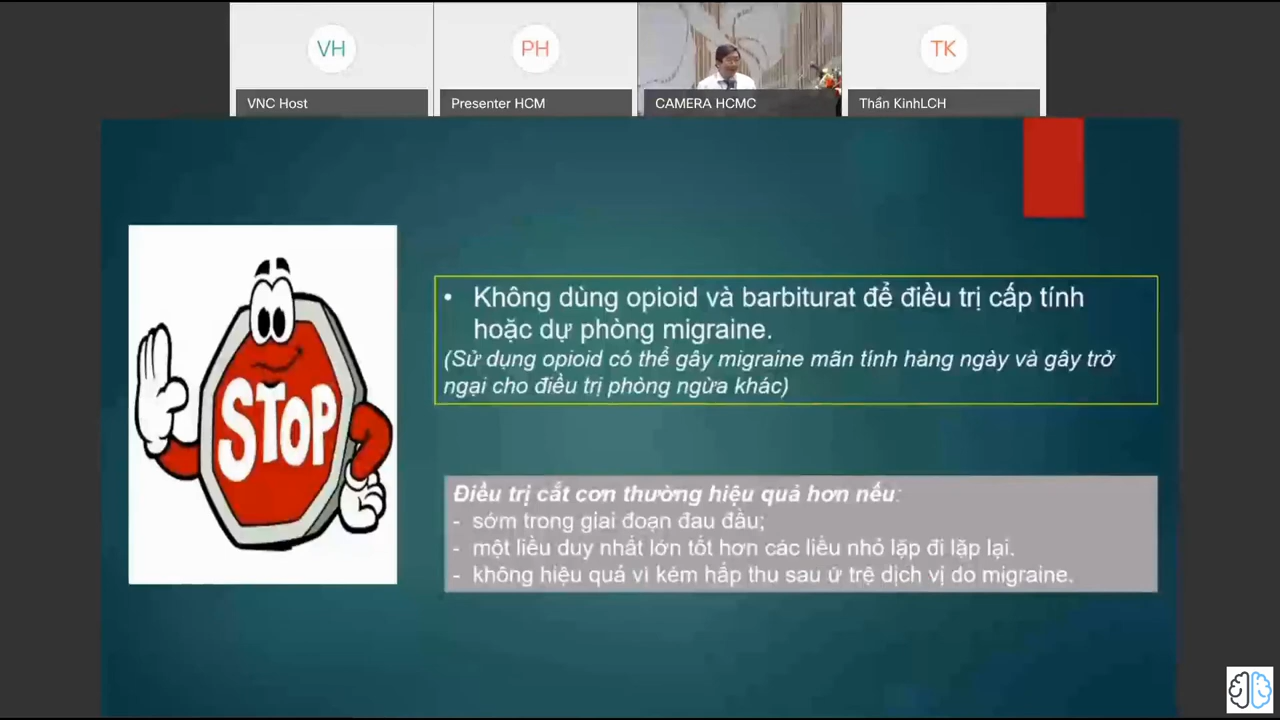 VH
PH
TK
VNC Host
Presenter HCM
CAMERA HCMC
Thần KinhLCH
STOP
• Không dùng opioid và barbiturat để điều trị cấp tính
hoặc dự phòng migraine.
(Sử dụng opioid có thể gây migraine mãn tính hàng ngày và gây trở
ngại cho điều trị phòng ngừa khác)
Điều trị cắt cơn thường hiệu quả hơn nếu:
- sớm trong giai đoạn đau đầu;
- một liều duy nhất lớn tốt hơn các liều nhỏ lặp đi lặp lại.
- không hiệu quả vì kém hấp thu sau ứ trệ dịch vị do migraine.